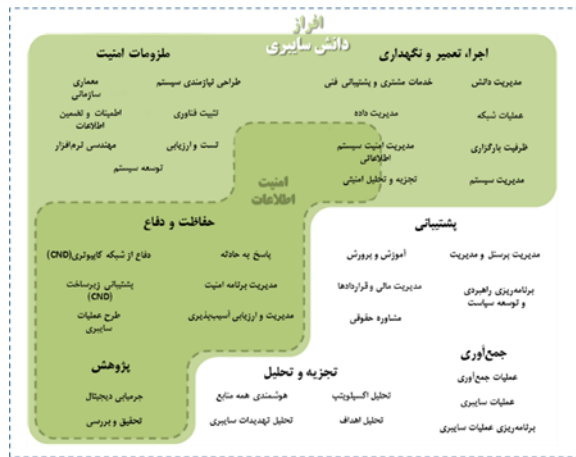 افراز
دانش سایبری
اجرا، تعمیر و نگهداری
مدیریت دانش
خدمات مشتری و پشتیبانی فنی
عملیات شبکه
مدیریت داده
ظرفیت بارگزاری
مدیریت امنیت سیستم
اطلاعاتی
مدیریت سیستم
تجزیه و تحلیل امنیتی
ملزومات امنیت
طراحی نیازمندی سیستم
معماری
سازمانی
تثبیت فناوری
اطمینات و تضمین
اطلاعات
تست و ارزیابی
مهندسی نرم‌افزار
توسعه سیستم
امنیت
اطلاعات
حفاظت و دفاع
پاسخ به حادثه
دفاع از شبکه کاپیوتری(CND)
مدیریت برنامه امنیت
پشتیبانی زیرساخت
(CND)
مدیریت و ارزیابی آسیب‌پذیری
طرح عملیات
سایبری
پشتیبانی
مدیریت پرسنل و مدیریت
آموزش و پرورش
برنامه‌ریزی راهبردی
و توسعه سیاست
مدیریت مالی و قراردادها
مشاوره حقوقی
جمع‌آوری
عملیات جمع‌آوری
عملیات سایبری
برنامه‌ریزی عملیات سایبری
تجزیه و تحلیل
تحلیل اکسپلویتپ
هوشمندی همه منابع
تحلیل اهداف
تحلیل تهدیدات سایبری
پژوهش
جرمیابی دیجیتال
تحقیق و بررسی